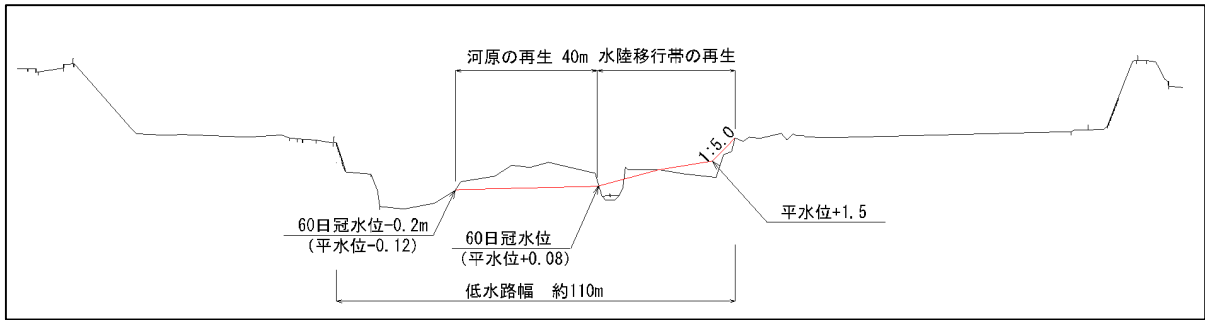 河原の再生 40m 水陸移行帯の再生
1:5.0
60日冠水位-0.2m
(平水位-0.12)
60日冠水位
(平水位+0.08)
平水位+1.5
低水路幅 約110m